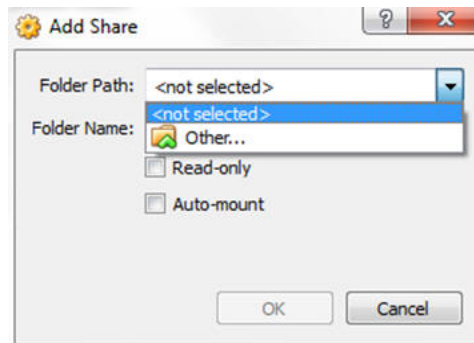 Add Share
Folder Path: <not selected>
<not selected>
Folder Name: Other...
Read-only
Auto-mount
OK Cancel